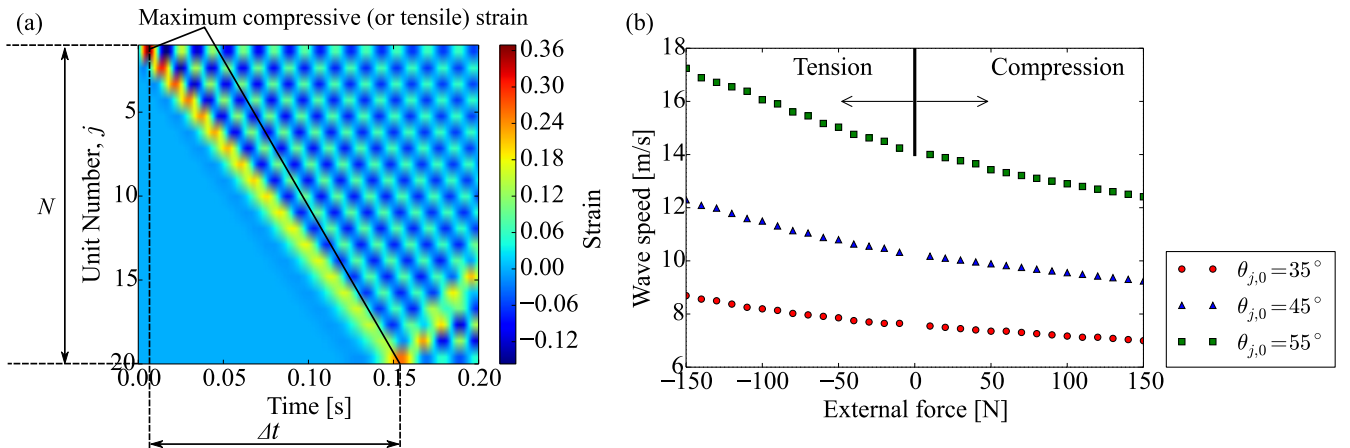 (a)
Maximum compressive (or tensile) strain
N
Unit Number, j
5
10
15
20
0.00 0.05 0.10 0.15 0.20
Time [s]
Δt
0.36
0.30
0.24
0.18
0.12
0.06
0.00
−0.06
−0.12
Strain
(b)
18
16
14
12
10
8
6
Wave speed [m/s]
Tension Compression
−150 −100 −50 0 50 100 150
External force [N]
θj,0=35°
θj,0=45°
θj,0=55°